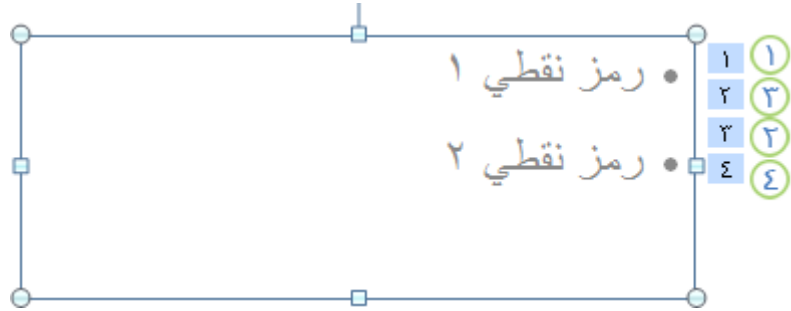 • رمز نقطي ١
• رمز نقطي ٢
١ ١
٣ ٢
٢ ٣
٤ ٤